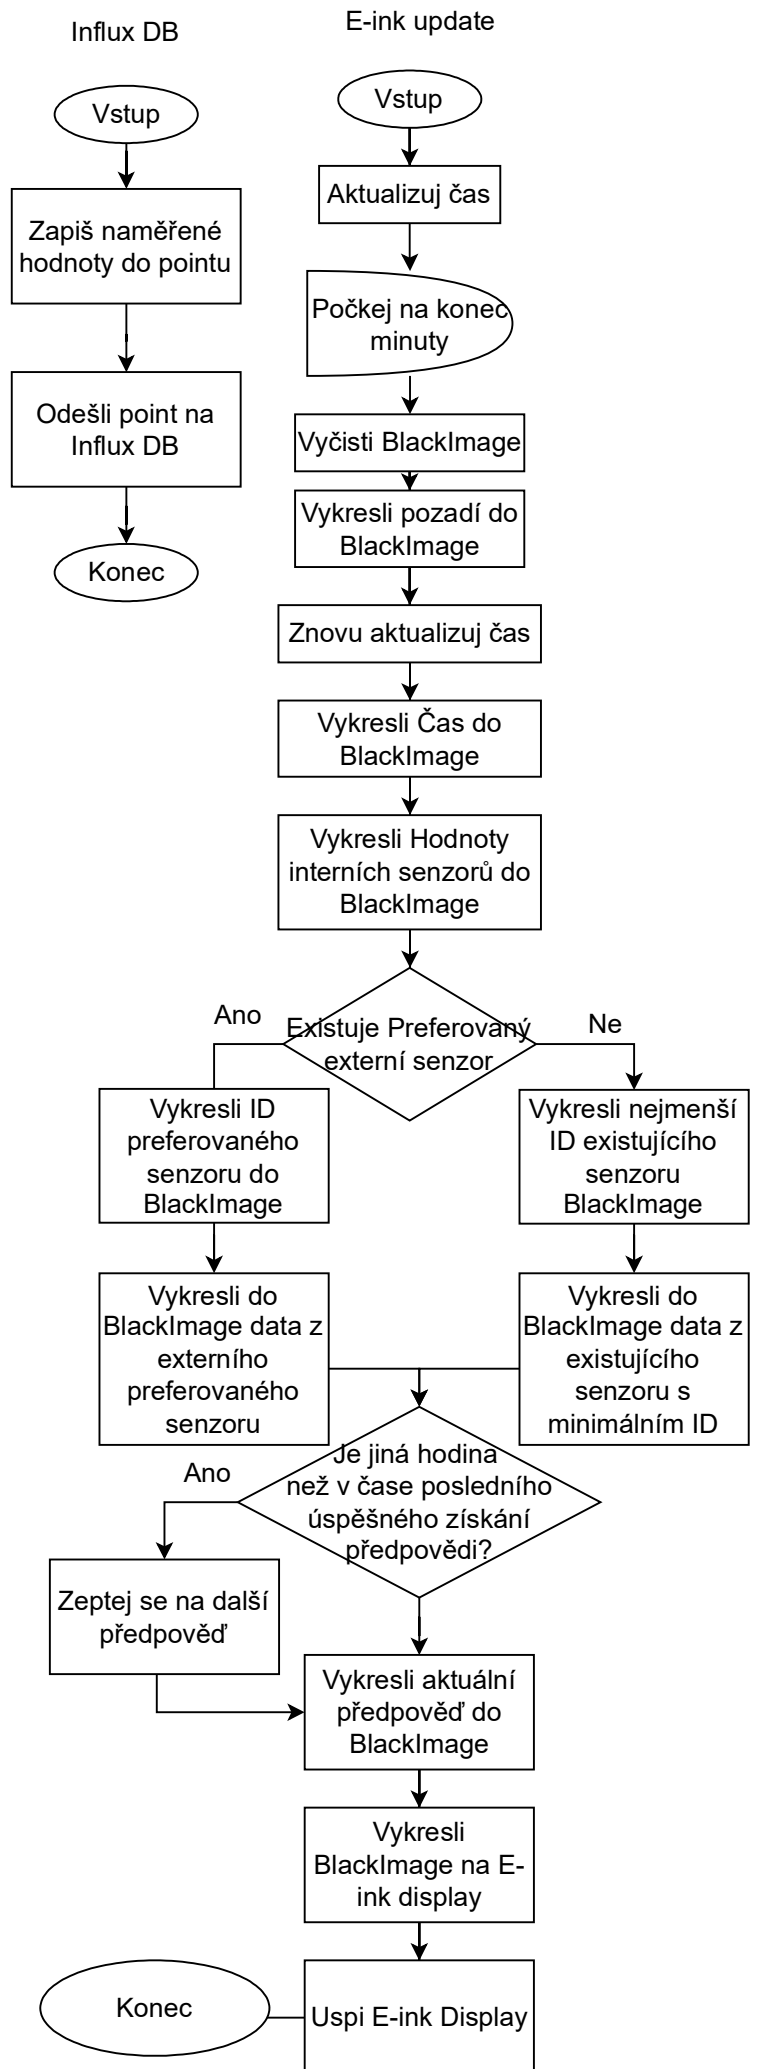 Influx DB
Vstup
Zapiš naměřené
hodnoty do pointu
Odešli point na
Influx DB
Konec
E-ink update
Vstup
Aktualizuj čas
Počkej na konec
minuty
Vyčisti BlackImage
Vykresli pozadí do
BlackImage
Znovu aktualizuj čas
Vykresli Čas do
BlackImage
Vykresli Hodnoty
interních senzorů do
BlackImage
Existuje Preferovaný
externí senzor
Ano
Ne
Vykresli ID
preferovaného
senzoru do
BlackImage
Vykresli nejmenší
ID existujícího
senzoru
BlackImage
Vykresli do
BlackImage data z
externího
preferovaného
senzoru
Vykresli do
BlackImage data z
existujícího
senzoru s
minimálním ID
Je jiná hodina
než v čase posledního
úspěšného získání
předpovědi?
Ano
Zeptej se na další
předpověď
Vykresli aktuální
předpověď do
BlackImage
Vykresli
BlackImage na E-
ink display
Uspi E-ink Display
Konec